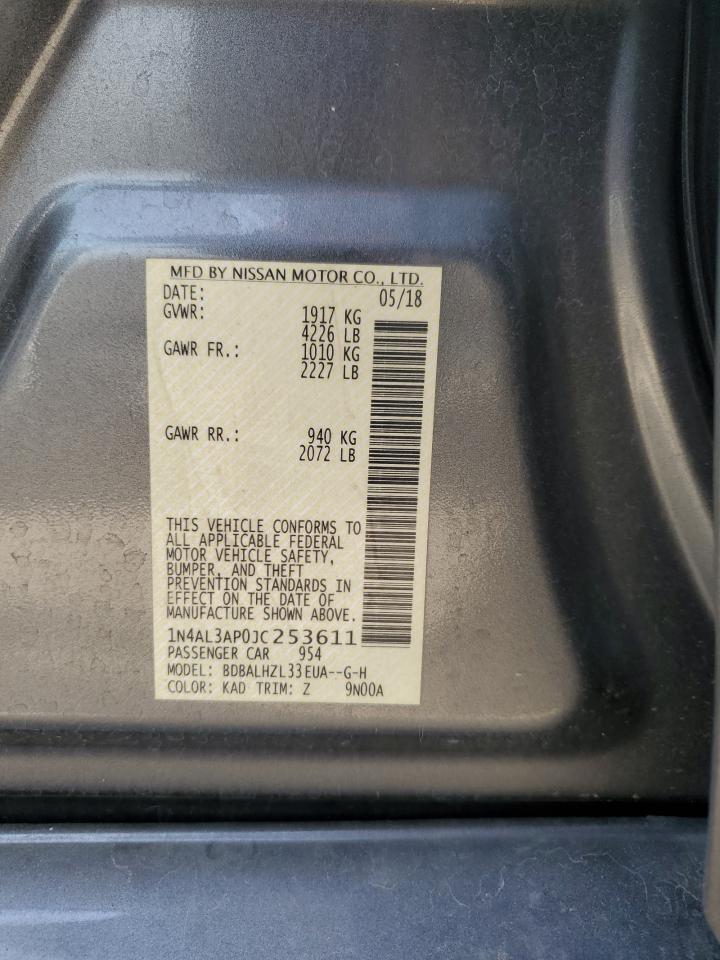 MFD BY NISSAN MOTOR CO., LTD.
DATE: 05/18
GVWR: 1917 KG
4226 LB
GAWR FR.: 1010 KG
2227 LB
GAWR RR.: 940 KG
2072 LB
THIS VEHICLE CONFORMS TO
ALL APPLICABLE FEDERAL
MOTOR VEHICLE SAFETY,
BUMPER, AND THEFT
PREVENTION STANDARDS IN
EFFECT ON THE DATE OF
MANUFACTURE SHOWN ABOVE.
1N4AL3AP0JC253611
PASSENGER CAR 954
MODEL: BDBALHZL33EUA--G-H
COLOR: KAD TRIM: Z 9N00A